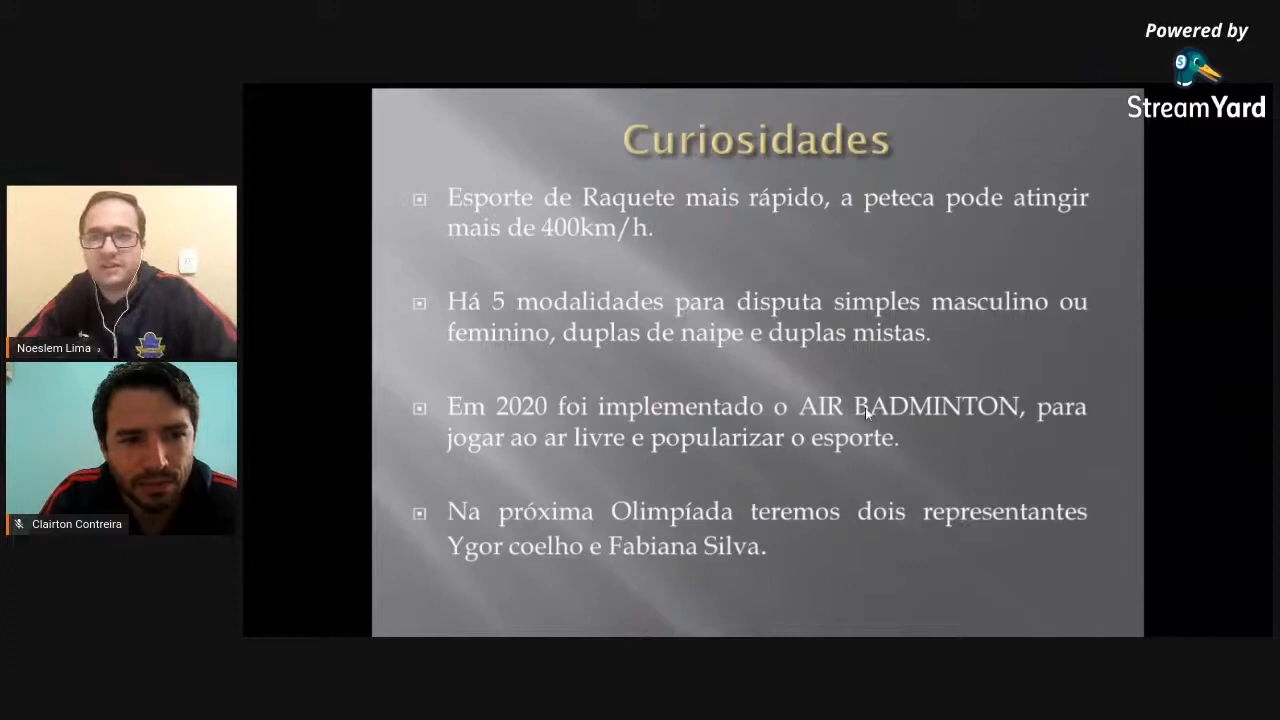 Powered by
StreamYard
Curiosidades
Esporte de Raquete mais rápido, a peteca pode atingir
mais de 400km/h.
Há 5 modalidades para disputa simples masculino ou
feminino, duplas de naipe e duplas mistas.
Em 2020 foi implementado o AIR BADMINTON, para
jogar ao ar livre e popularizar o esporte.
Na próxima Olimpíada teremos dois representantes
Ygor coelho e Fabiana Silva.
Noeslem Lima
Clairton Contreira